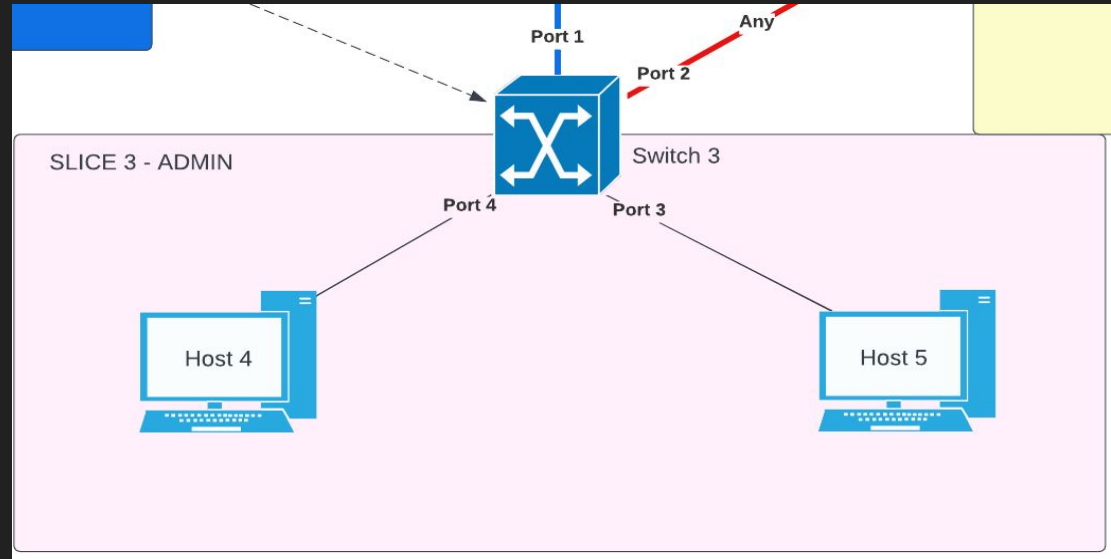 Any
Port 1
Port 2
SLICE 3 - ADMIN
Switch 3
Port 4
Port 3
Host 4
Host 5